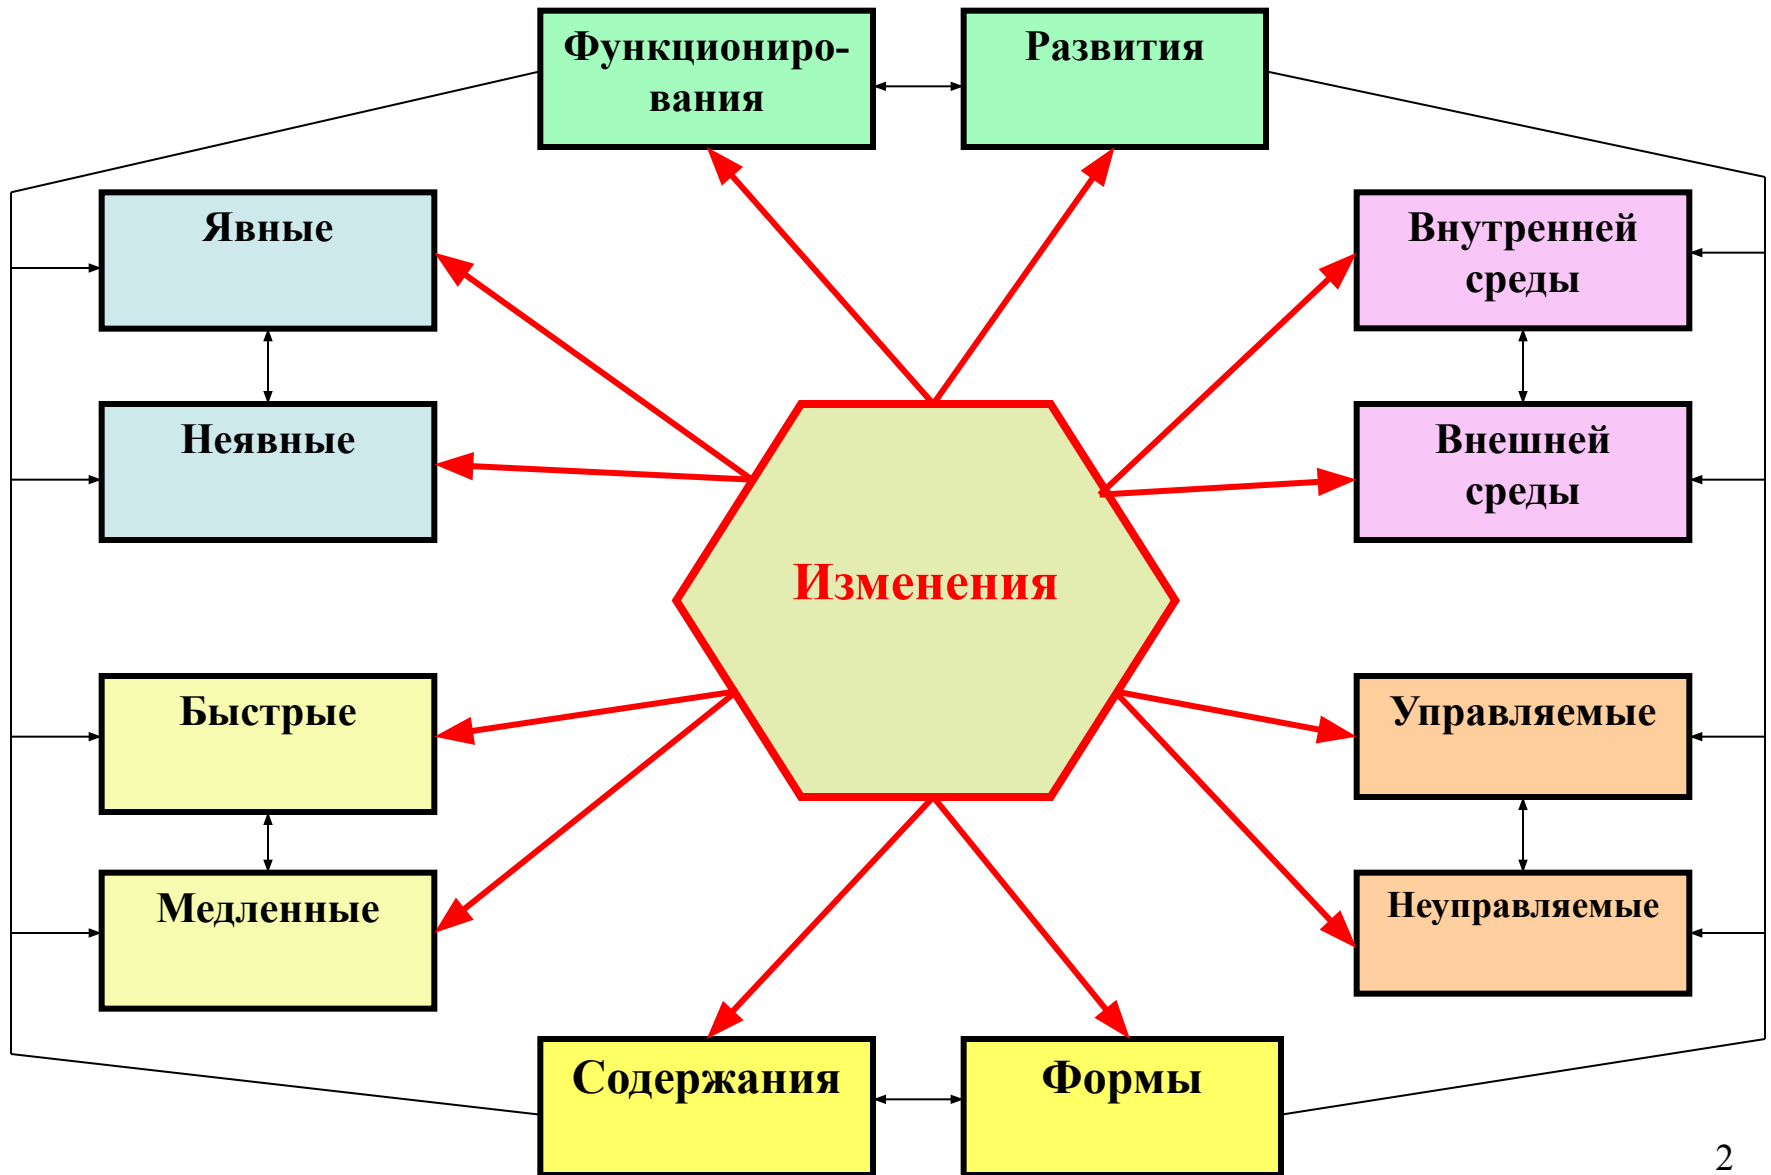 Функциониро-
вания
Развития
Явные
Внутренней
среды
Неявные
Внешней
среды
Изменения
Быстрые
Управляемые
Медленные
Неуправляемые
Содержания
Формы
2